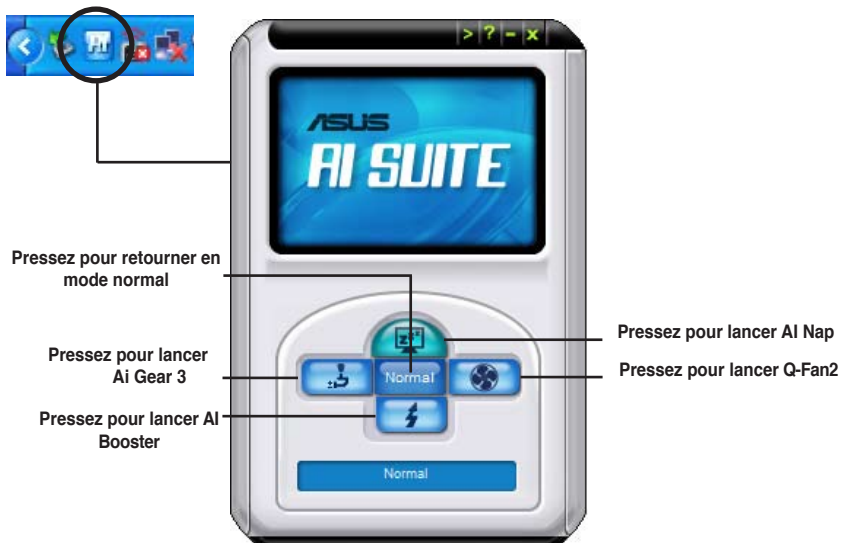 > ? - x
ASUS
AI SUITE
Pressez pour retourner en
mode normal
Pressez pour lancer AI Nap
Pressez pour lancer
Ai Gear 3
Normal
Pressez pour lancer Q-Fan2
Pressez pour lancer AI
Booster
Normal